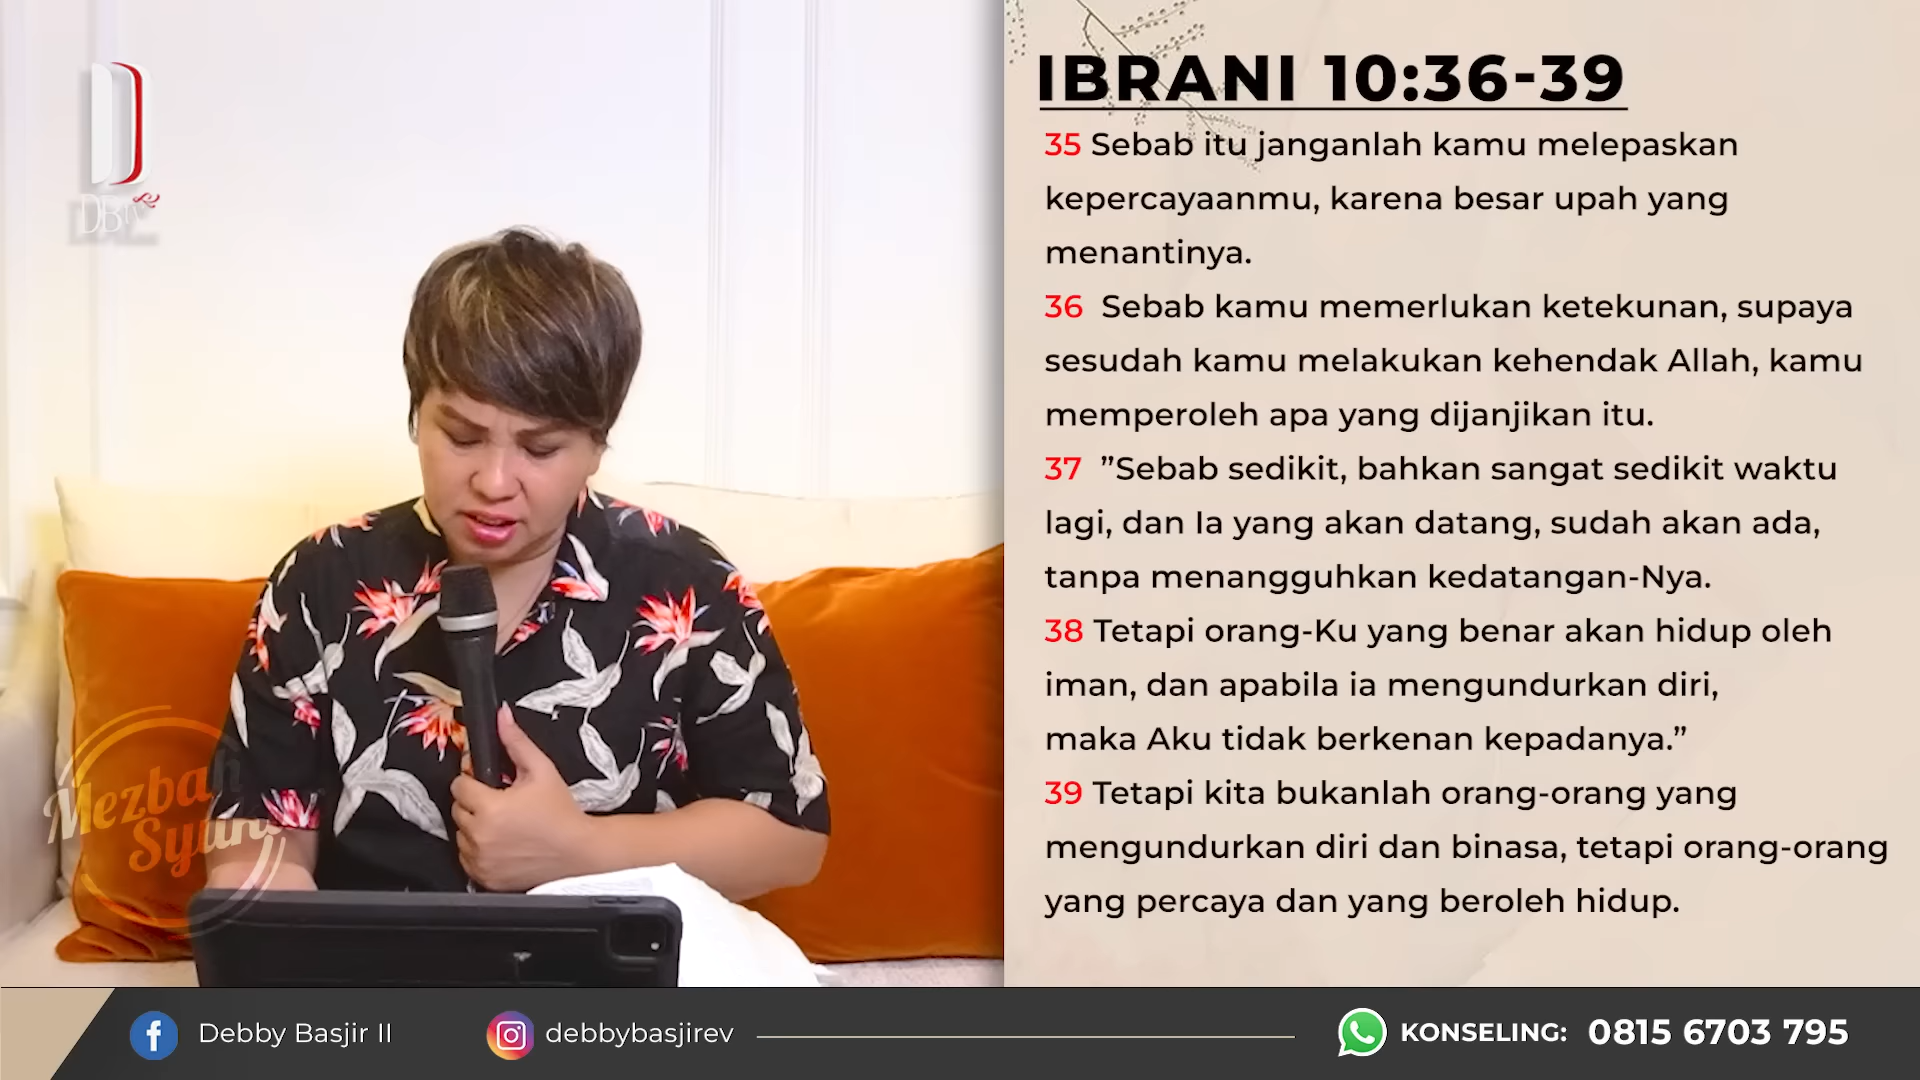 DBtv
IBRANI 10:36-39
35 Sebab itu janganlah kamu melepaskan
kepercayaanmu, karena besar upah yang
menantinya.
36 Sebab kamu memerlukan ketekunan, supaya
sesudah kamu melakukan kehendak Allah, kamu
memperoleh apa yang dijanjikan itu.
37 ”Sebab sedikit, bahkan sangat sedikit waktu
lagi, dan Ia yang akan datang, sudah akan ada,
tanpa menangguhkan kedatangan-Nya.
38 Tetapi orang-Ku yang benar akan hidup oleh
iman, dan apabila ia mengundurkan diri,
maka Aku tidak berkenan kepadanya.”
39 Tetapi kita bukanlah orang-orang yang
mengundurkan diri dan binasa, tetapi orang-orang
yang percaya dan yang beroleh hidup.
Mezbah
Debby Basjir II
debbybasjirev
KONSELING: 0815 6703 795